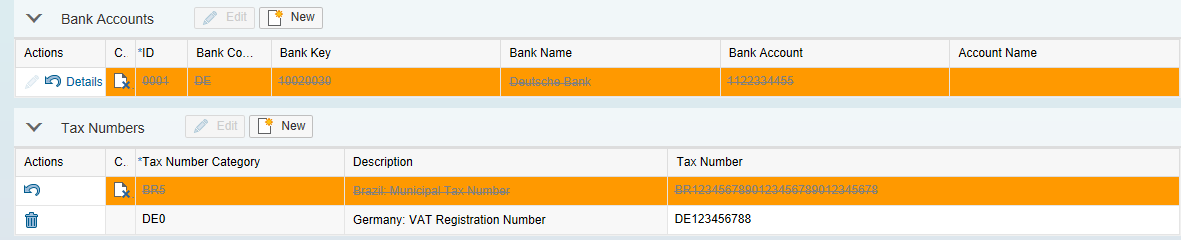 Bank Accounts Edit New
Actions C. *ID Bank Co... Bank Key Bank Name Bank Account Account Name
Details 0001 DE 10020030 Deutsche Bank 1122334455
Tax Numbers Edit New
Actions C. *Tax Number Category Description Tax Number
BR5 Brazil: Municipal Tax Number BR1234567890123456789012345678
DE0 Germany: VAT Registration Number DE123456788